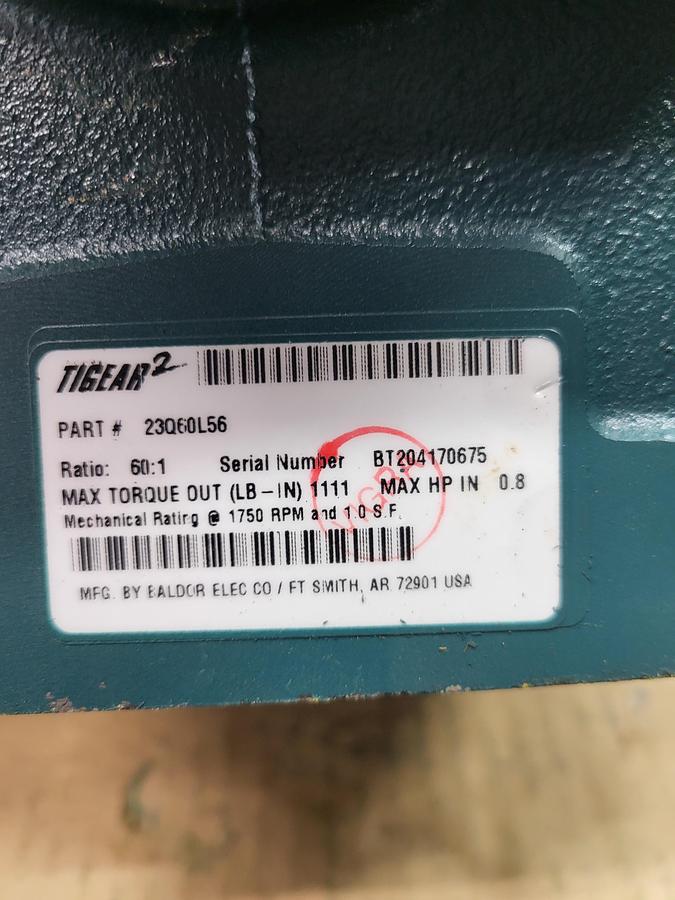 TIGEAR 2
PART # 23Q60L56
Ratio: 60:1 Serial Number BT204170675
MAX TORQUE OUT (LB-IN) 1111 MAX HP IN 0.8
Mechanical Rating @ 1750 RPM and 1.0 S.F.
MFG. BY BALDOR ELEC CO / FT SMITH, AR 72901 USA